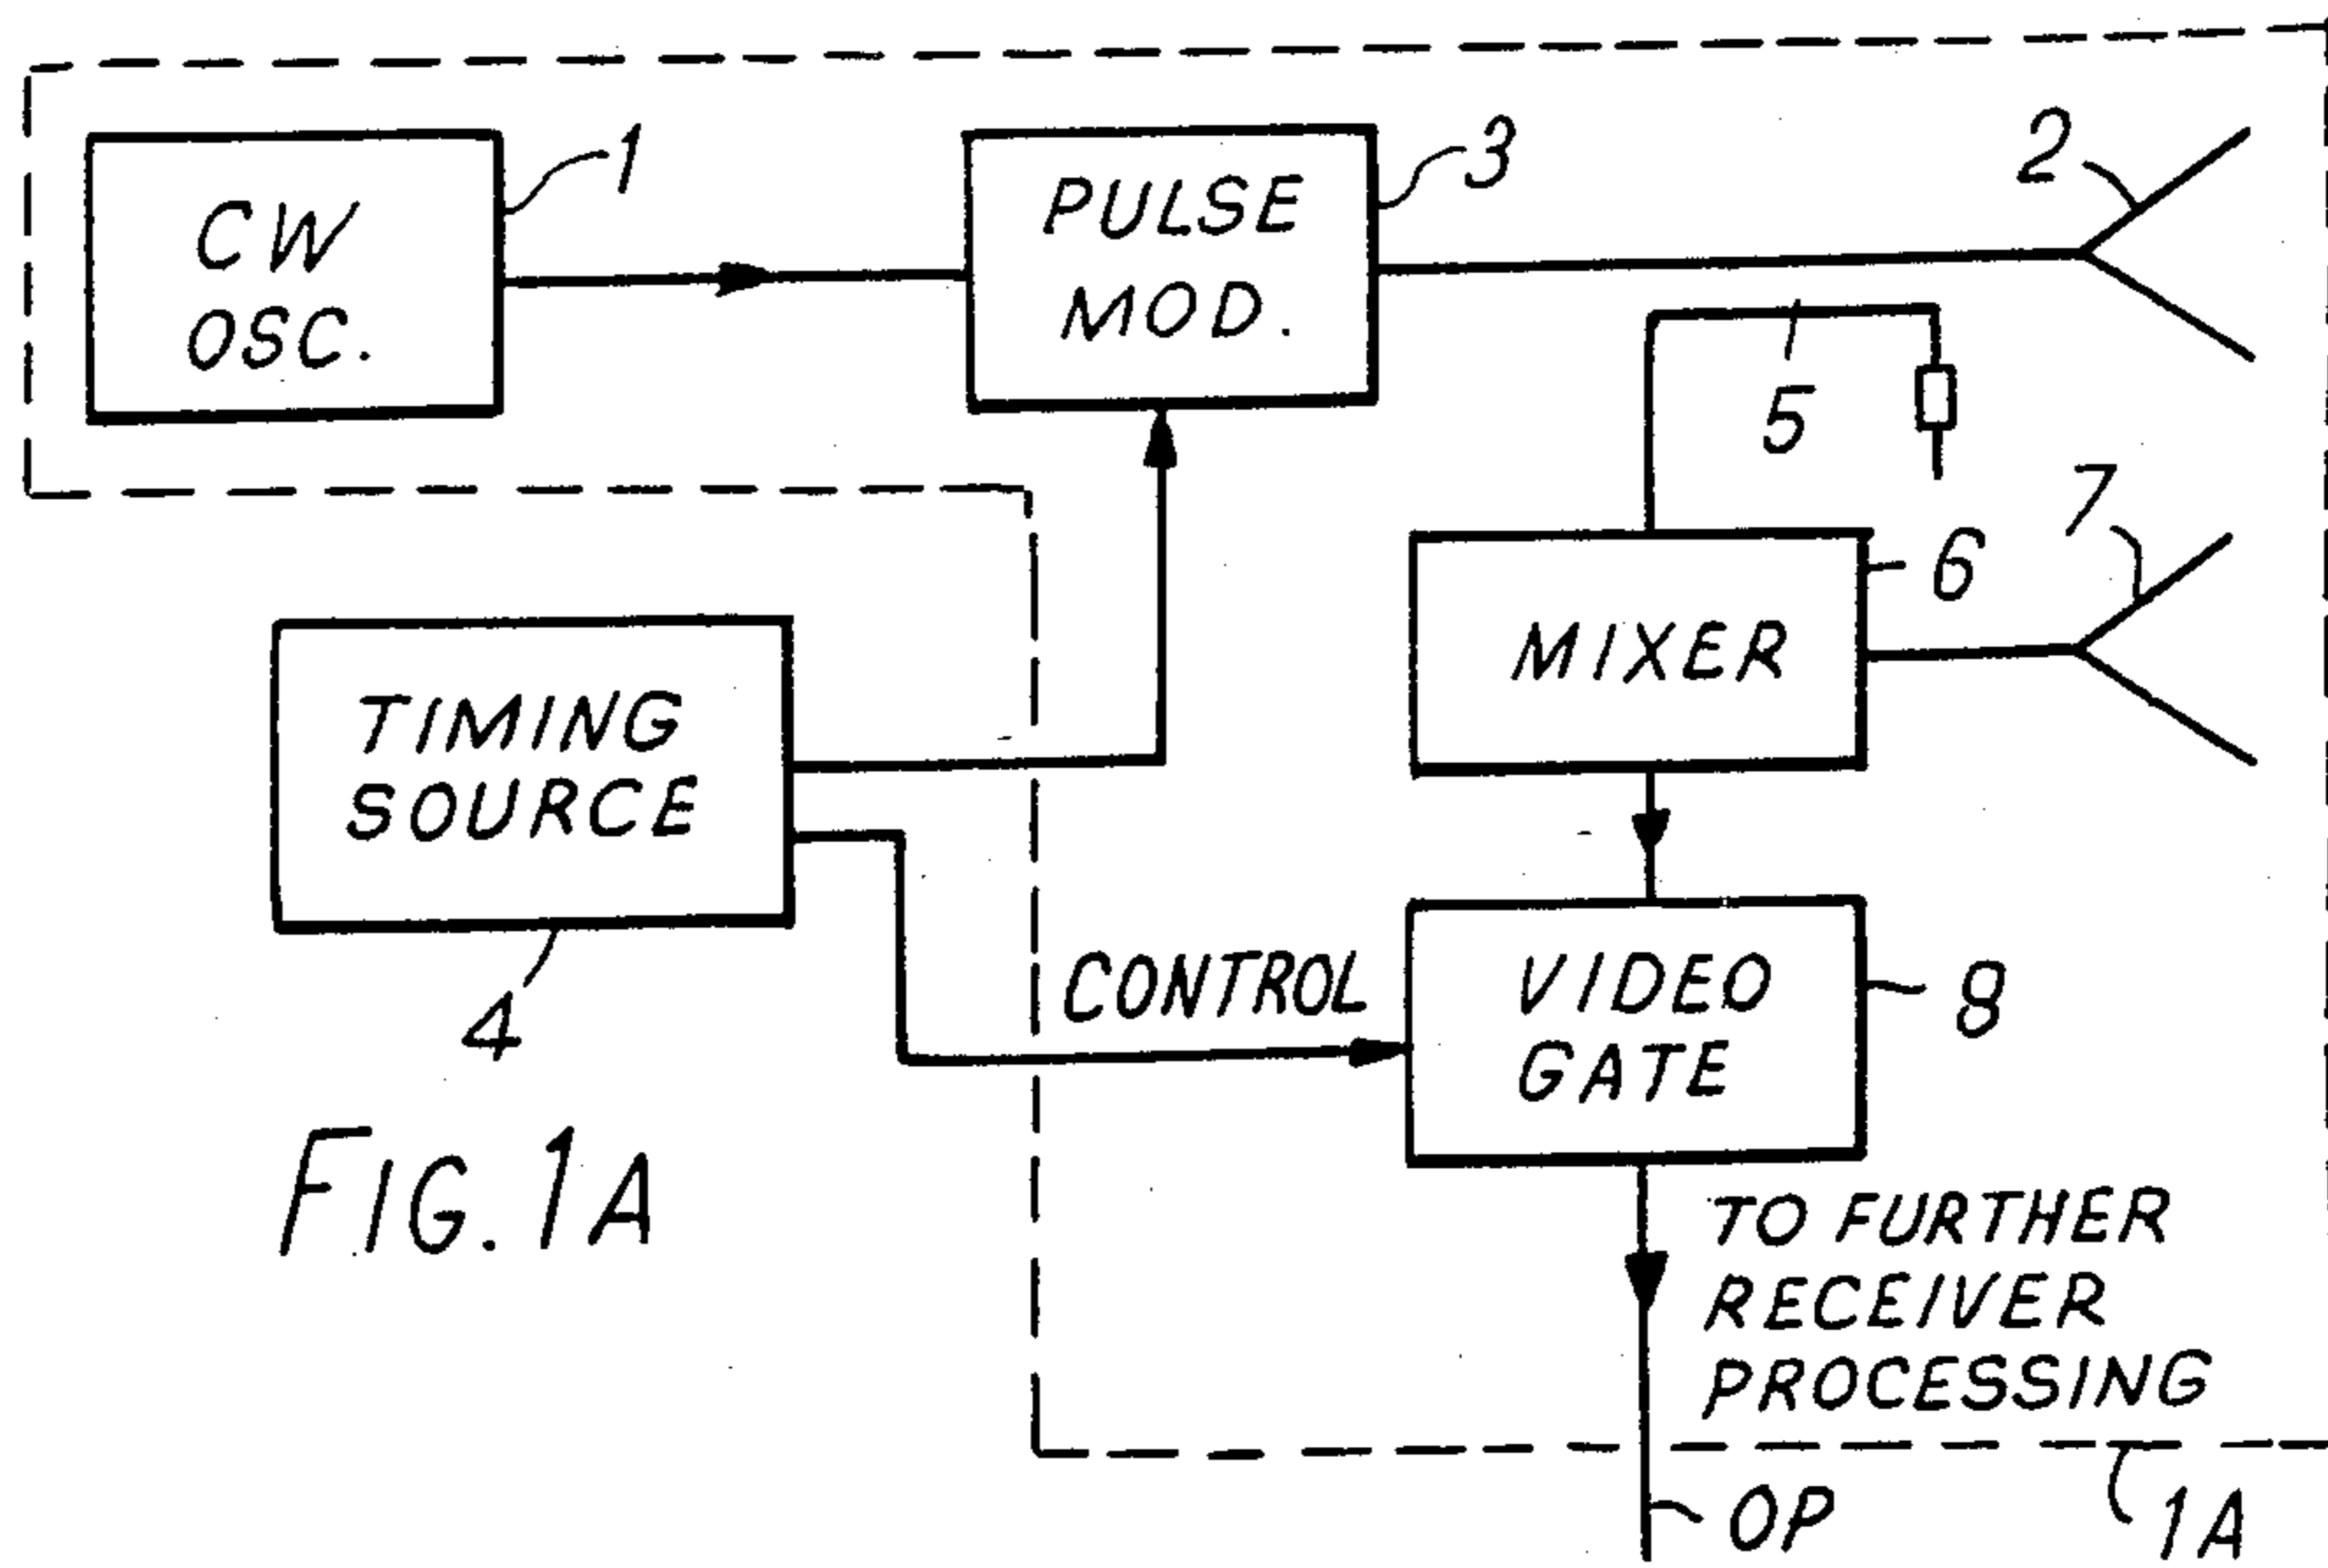 CW
OSC.
1
PULSE
MOD.
3
2
5
7
MIXER
6
TIMING
SOURCE
4
CONTROL
VIDEO
GATE
8
FIG. 1A
TO FURTHER
RECEIVER
PROCESSING
OP
1A